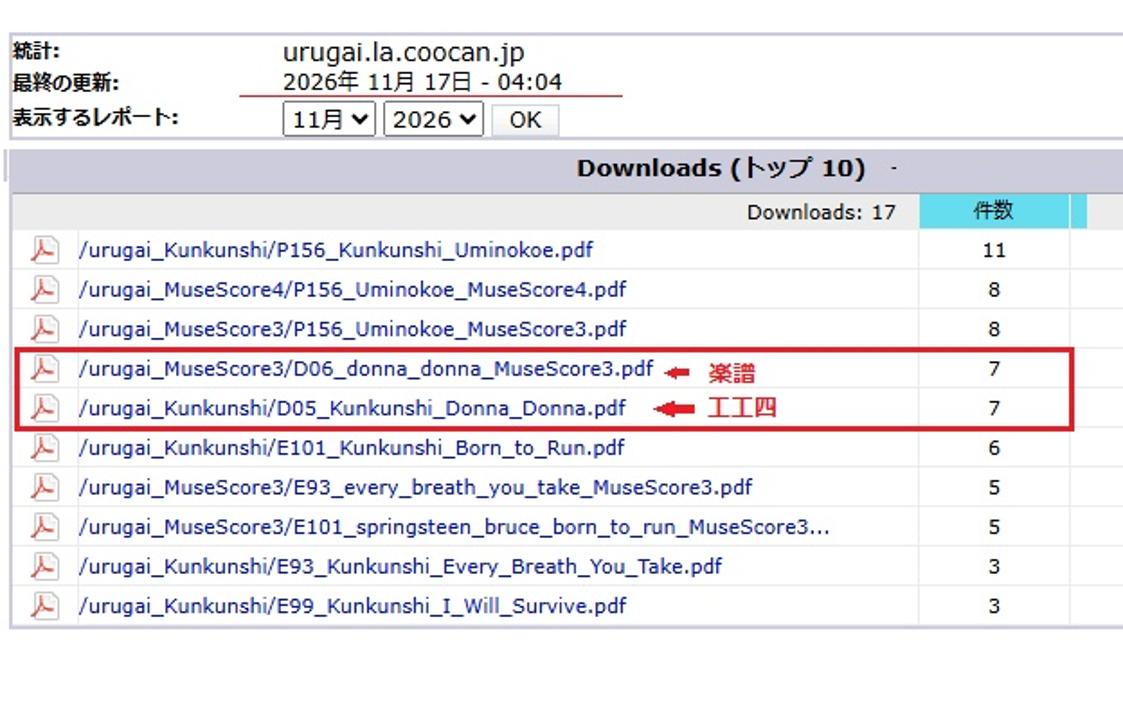 統計: urugai.la.coocan.jp
最終の更新: 2026年 11月 17日 - 04:04
表示するレポート: 11月 2026 OK
Downloads (トップ 10) -
Downloads: 17 件数
/urugai_Kunkunshi/P156_Kunkunshi_Uminokoe.pdf 11
/urugai_MuseScore4/P156_Uminokoe_MuseScore4.pdf 8
/urugai_MuseScore3/P156_Uminokoe_MuseScore3.pdf 8
/urugai_MuseScore3/D06_donna_donna_MuseScore3.pdf 楽譜 7
/urugai_Kunkunshi/D05_Kunkunshi_Donna_Donna.pdf 工工四 7
/urugai_Kunkunshi/E101_Kunkunshi_Born_to_Run.pdf 6
/urugai_MuseScore3/E93_every_breath_you_take_MuseScore3.pdf 5
/urugai_MuseScore3/E101_springsteen_bruce_born_to_run_MuseScore3... 5
/urugai_Kunkunshi/E93_Kunkunshi_Every_Breath_You_Take.pdf 3
/urugai_Kunkunshi/E99_Kunkunshi_I_Will_Survive.pdf 3